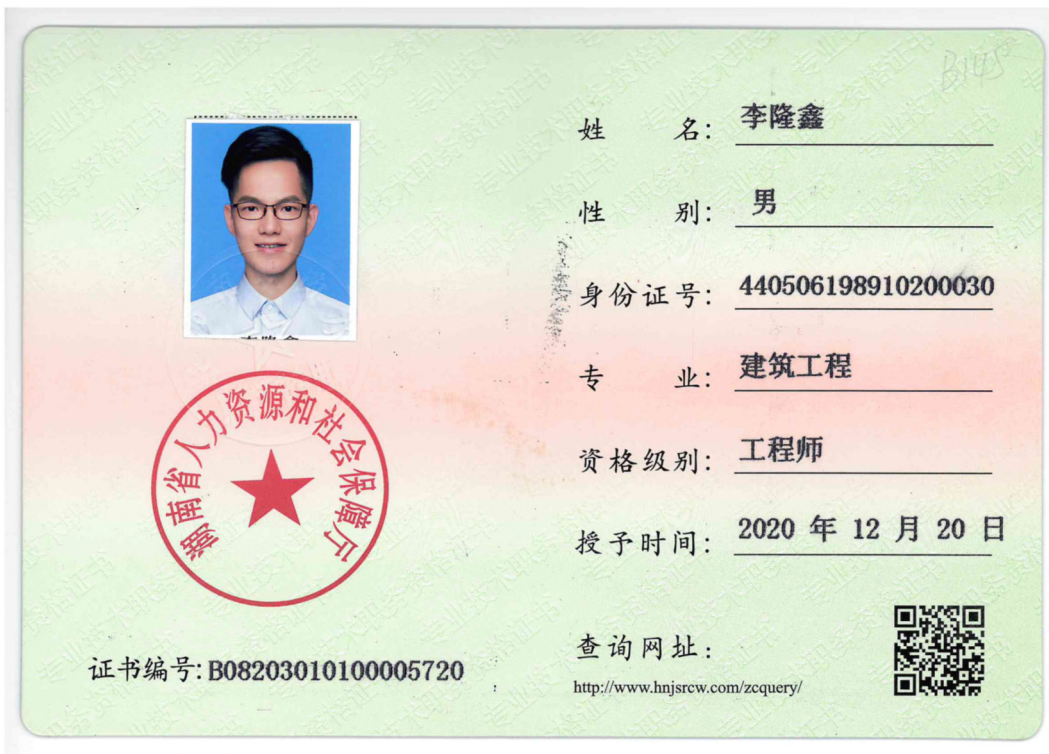 B145
姓名：李隆鑫
性别：男
身份证号：440506198910200030
专业：建筑工程
资格级别：工程师
授予时间：2020 年 12 月 20 日
湖南省人力资源和社会保障厅
查询网址：
http://www.hnjsrcw.com/zcquery/
证书编号:B08203010100005720